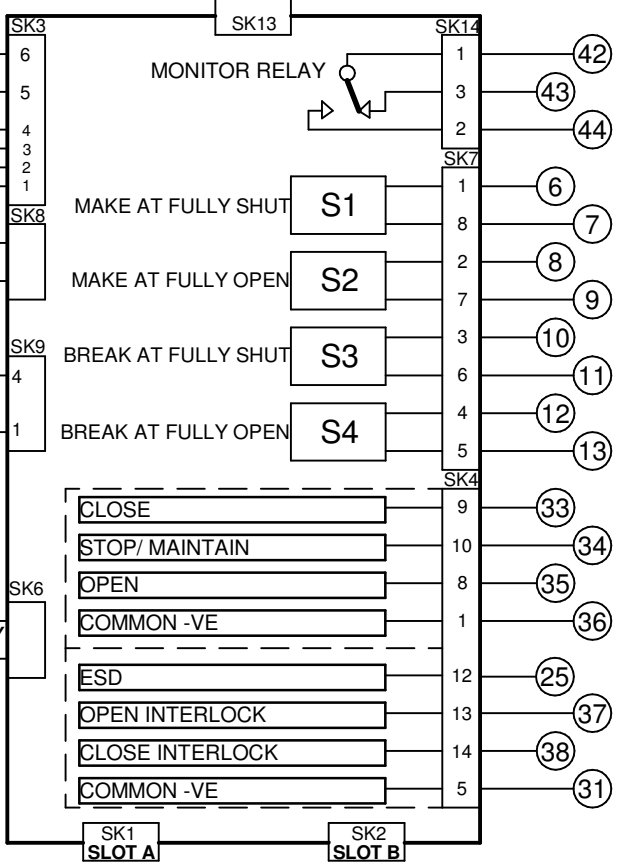 SK3
SK13
SK14
6
1
42
MONITOR RELAY
5
3
43
4
2
44
3
2
1
SK7
SK8
MAKE AT FULLY SHUT
S1
1
6
8
7
MAKE AT FULLY OPEN
S2
2
8
7
9
SK9
BREAK AT FULLY SHUT
S3
3
10
4
6
11
1
BREAK AT FULLY OPEN
S4
4
12
5
13
SK4
CLOSE
9
33
STOP/ MAINTAIN
10
34
SK6
OPEN
8
35
COMMON -VE
1
36
ESD
12
25
OPEN INTERLOCK
13
37
CLOSE INTERLOCK
14
38
COMMON -VE
5
31
SK1
SLOT A
SK2
SLOT B